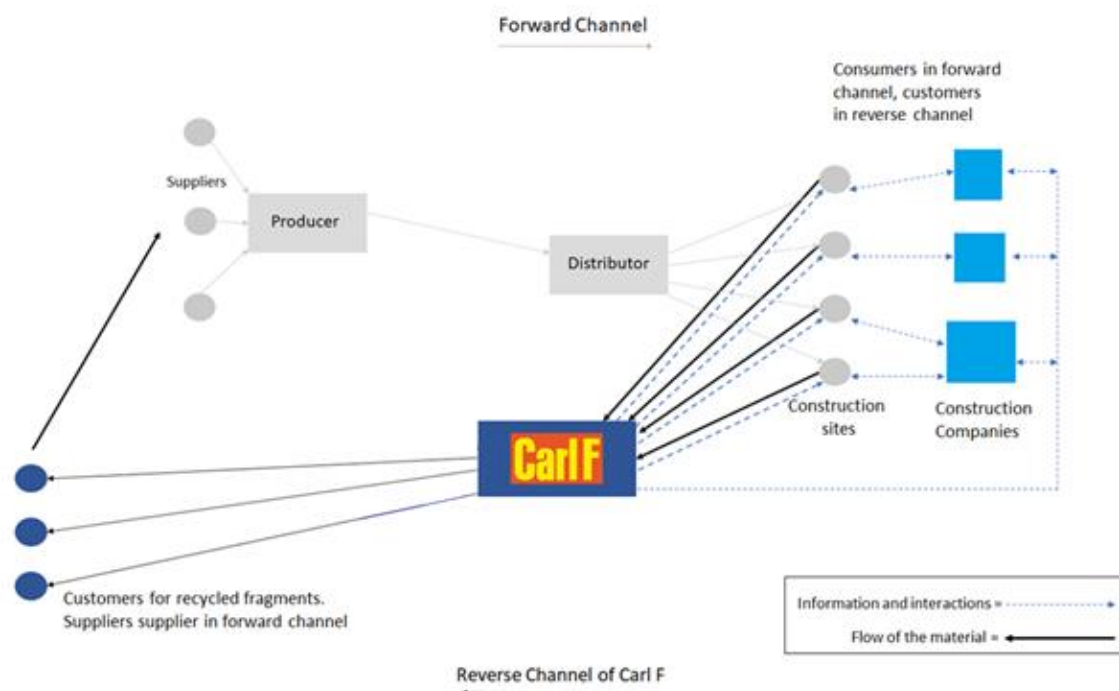 Forward Channel
Consumers in forward
channel, customers
in reverse channel
Suppliers
Producer
Distributor
Construction
sites
Construction
Companies
Carl F
Customers for recycled fragments.
Suppliers supplier in forward channel
Information and interactions =
Flow of the material =
Reverse Channel of Carl F